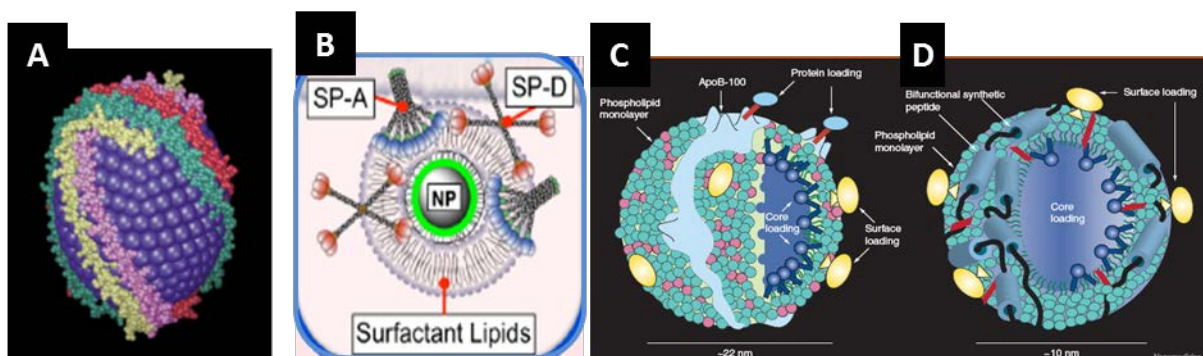 A
B
SP-A
SP-D
NP
Surfactant Lipids
C
ApoB-100
Protein loading
Phospholipid
monolayer
Core
loading
Surface
loading
~22 nm
D
Bifunctional synthetic
peptide
Surface loading
Phospholipid
monolayer
Core
loading
~10 nm